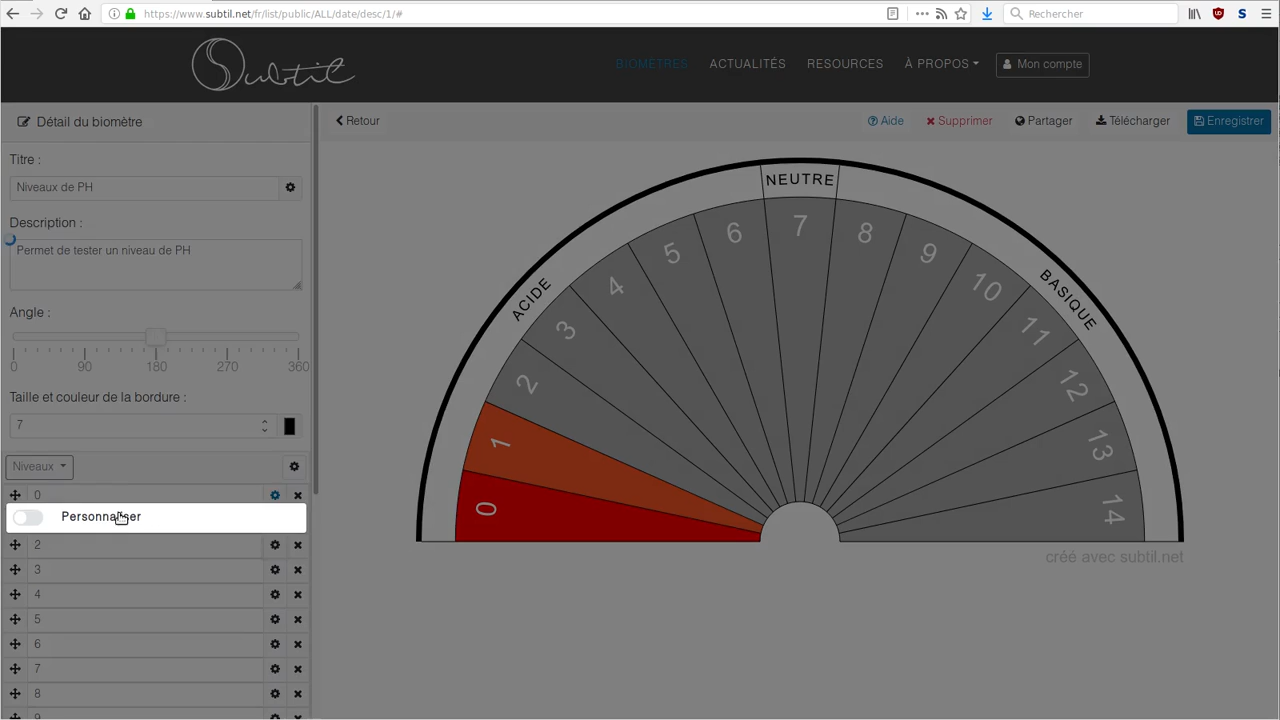 https://www.subtil.net/fr/list/public/ALL/date/desc/1/#
Rechercher
Subtil
BIOMÈTRES
ACTUALITÉS
RESOURCES
À PROPOS
Mon compte
Détail du biomètre
Retour
Aide
Supprimer
Partager
Télécharger
Enregistrer
Titre :
Niveaux de PH
Description :
Permet de tester un niveau de PH
Angle :
0 90 180 270 360
Taille et couleur de la bordure :
7
Niveaux
0
Personnaliser
2
3
4
5
6
7
8
9
ACIDE
NEUTRE
BASIQUE
0
1
2
3
4
5
6
7
8
9
10
11
12
13
14
créé avec subtil.net